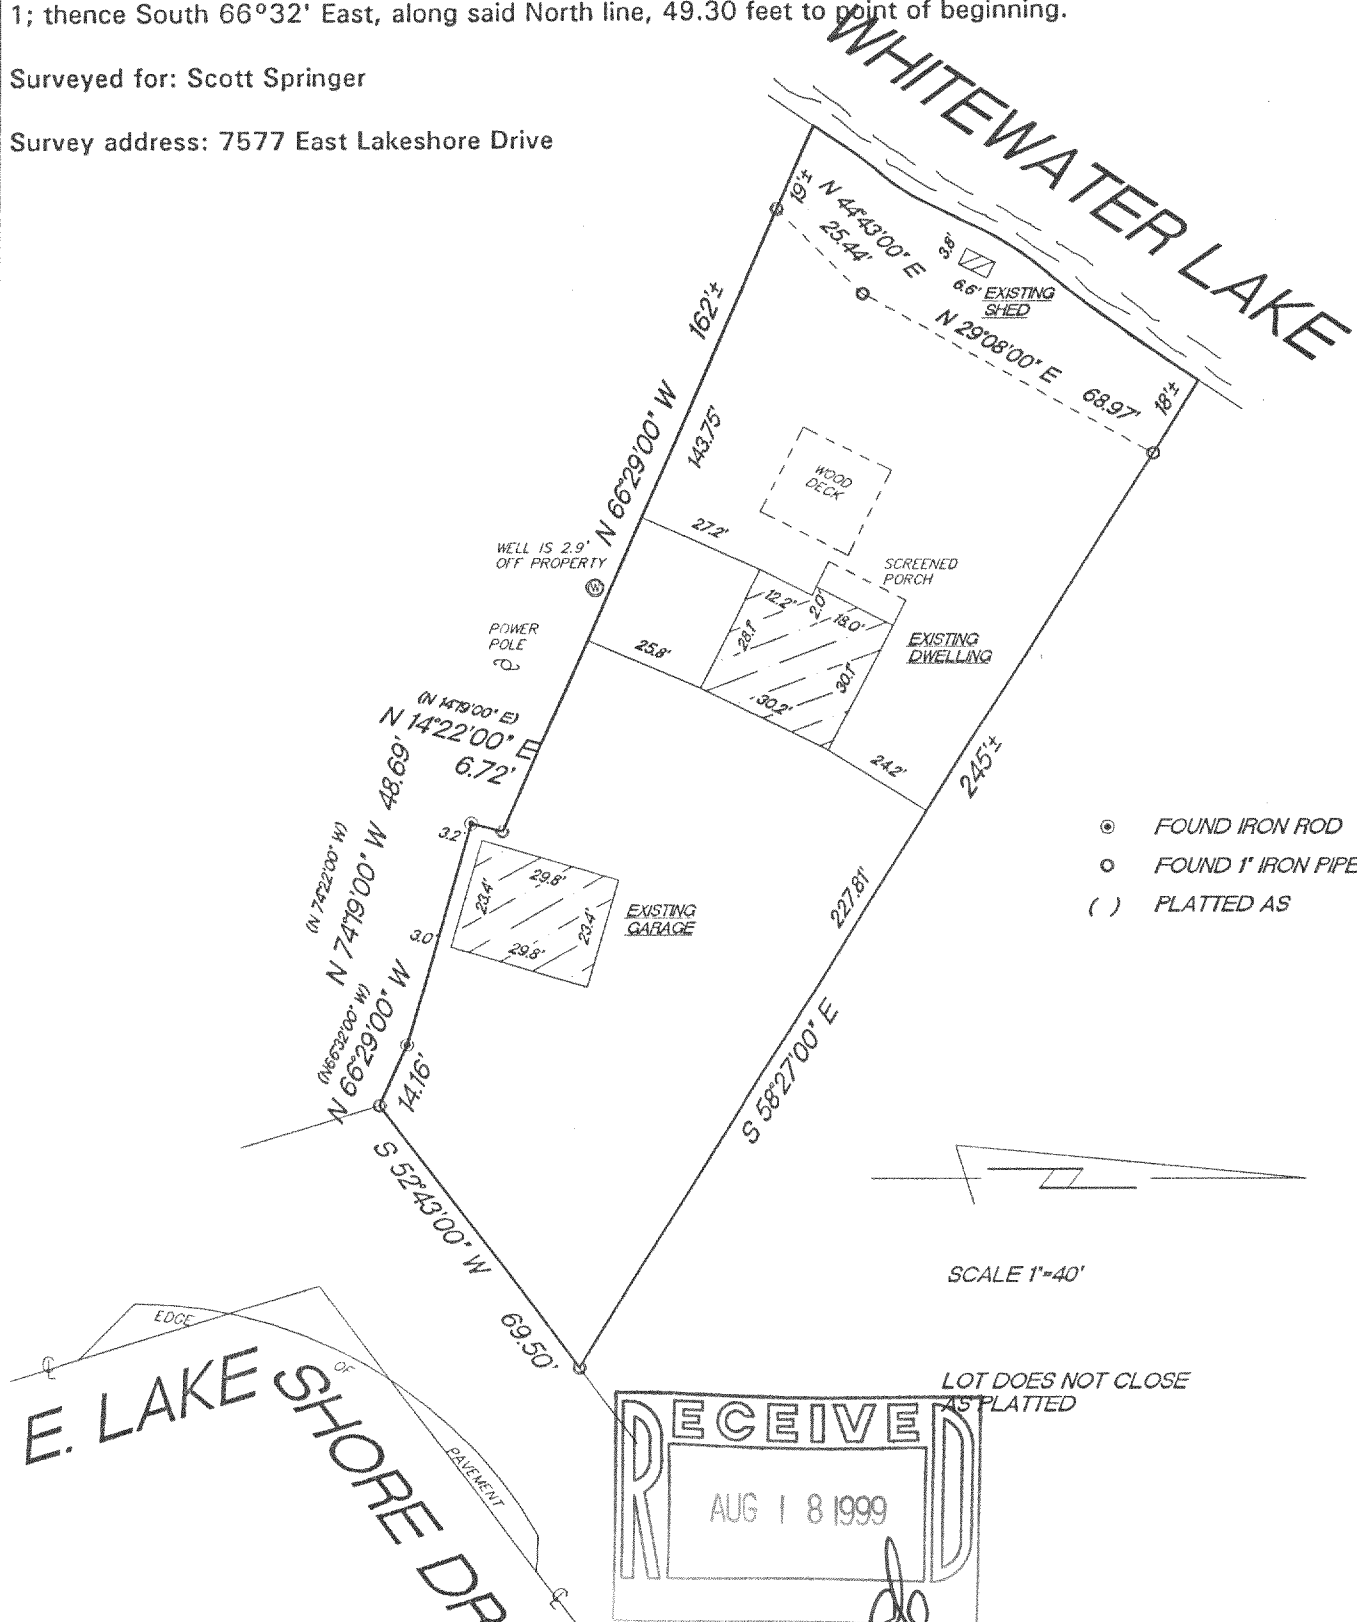 1; thence South 66°32' East, along said North line, 49.30 feet to point of beginning.
Surveyed for: Scott Springer
Survey address: 7577 East Lakeshore Drive
WHITEWATER LAKE
19'±
N 44°43'00" E
25.44'
3.8'
6.6'
EXISTING
SHED
N 29°08'00" E
68.97'
18'±
162'±
N 66°29'00" W
143.75'
WOOD
DECK
27.2'
WELL IS 2.9'
OFF PROPERTY
W
SCREENED
PORCH
12.2'
2.0'
18.0'
28.1'
30.1'
30.2'
EXISTING
DWELLING
POWER
POLE
25.8'
24.2'
245'±
(N 14°19'00" E)
N 14°22'00" E
6.72'
(N 74°22'00" W)
N 74°19'00" W 48.69'
3.2'
29.8'
23.4'
23.4'
29.8'
3.0'
EXISTING
GARAGE
227.81'
FOUND IRON ROD
FOUND 1" IRON PIPE
( ) PLATTED AS
(N66°32'00" W)
N 66°29'00" W
14.16'
S 58°27'00" E
S 52°43'00" W
69.50'
SCALE 1"=40'
EDGE
OF
PAVEMENT
E. LAKE SHORE DR
LOT DOES NOT CLOSE
AS PLATTED
RECEIVED
AUG 18 1999